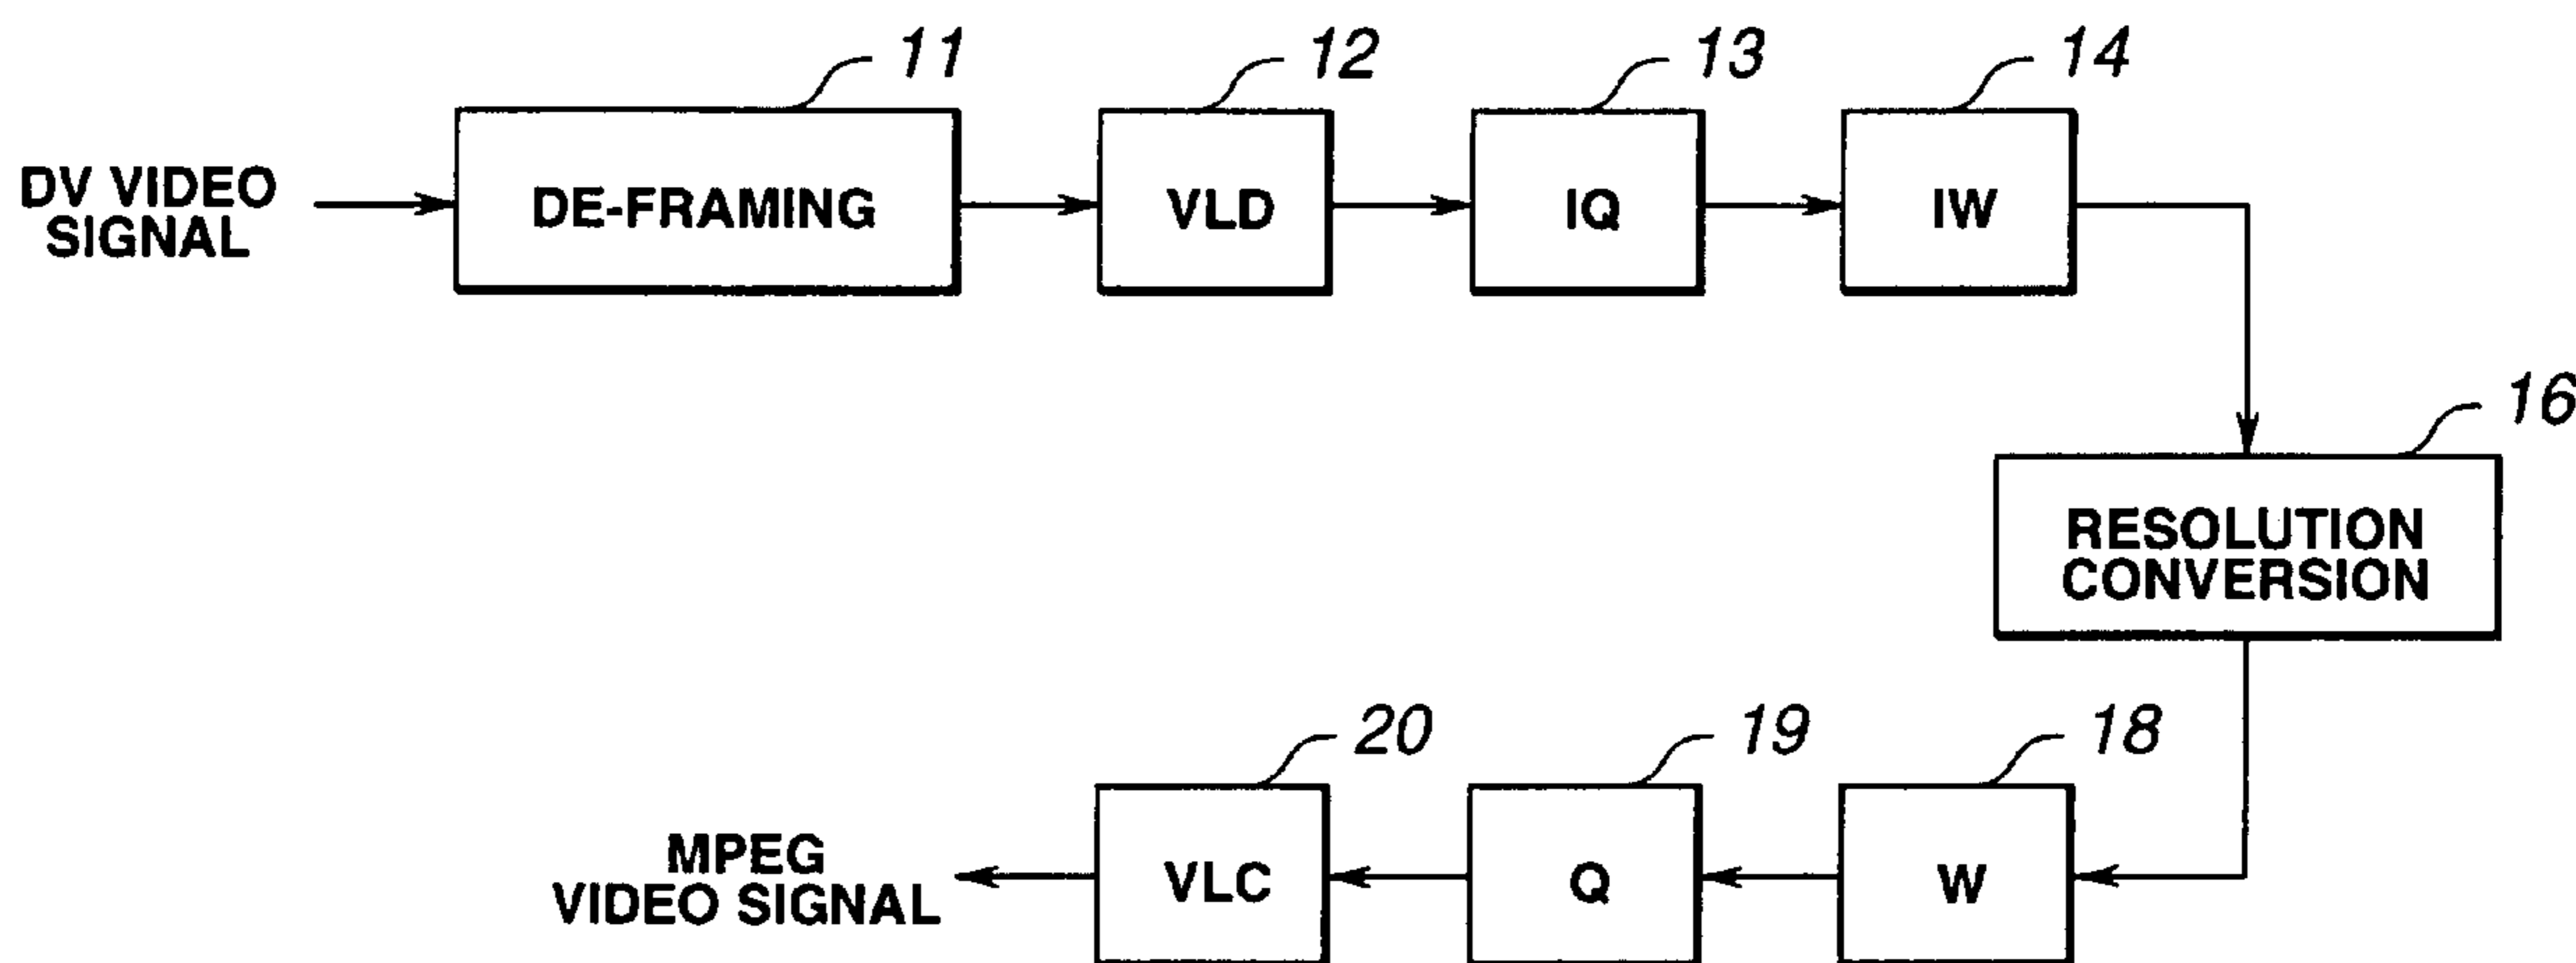 11
12
13
14
DV VIDEO
SIGNAL
DE-FRAMING
VLD
IQ
IW
16
RESOLUTION
CONVERSION
20
19
18
MPEG
VIDEO SIGNAL
VLC
Q
W